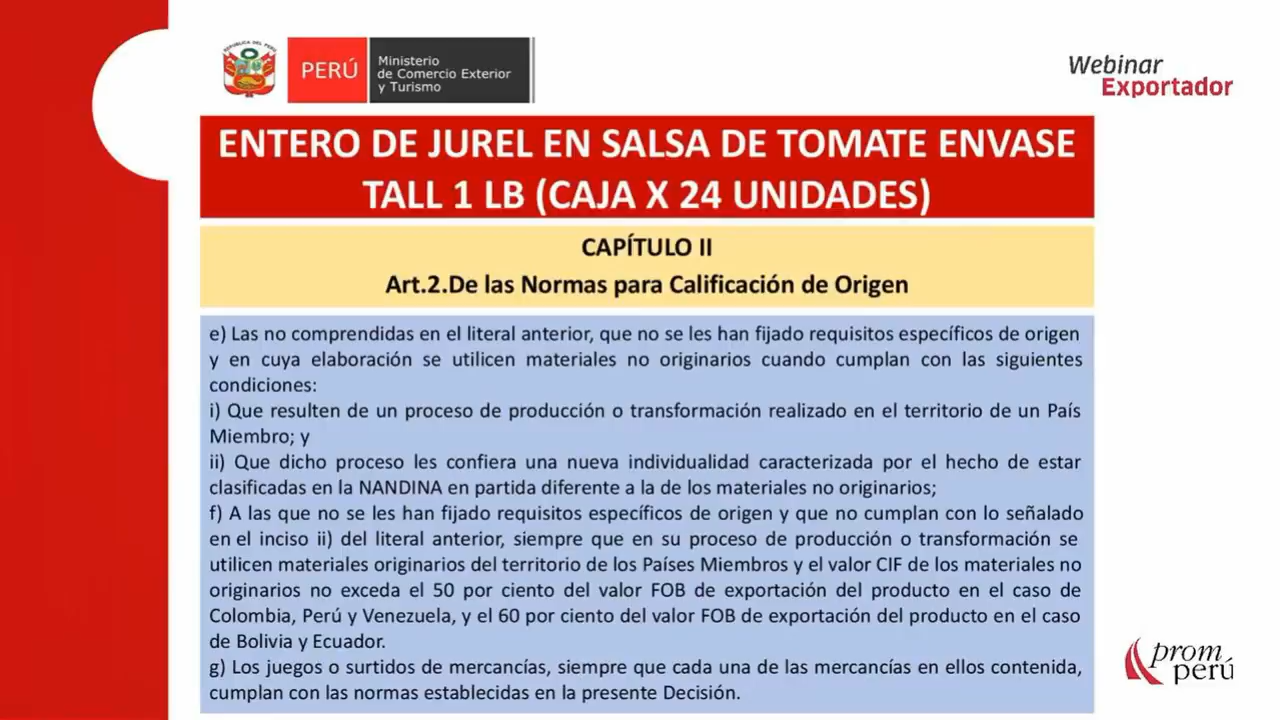 REPÚBLICA DEL PERÚ
PERÚ
Ministerio
de Comercio Exterior
y Turismo
Webinar
Exportador
ENTERO DE JUREL EN SALSA DE TOMATE ENVASE
TALL 1 LB (CAJA X 24 UNIDADES)
CAPÍTULO II
Art.2.De las Normas para Calificación de Origen
e) Las no comprendidas en el literal anterior, que no se les han fijado requisitos específicos de origen
y en cuya elaboración se utilicen materiales no originarios cuando cumplan con las siguientes
condiciones:
i) Que resulten de un proceso de producción o transformación realizado en el territorio de un País
Miembro; y
ii) Que dicho proceso les confiera una nueva individualidad caracterizada por el hecho de estar
clasificadas en la NANDINA en partida diferente a la de los materiales no originarios;
f) A las que no se les han fijado requisitos específicos de origen y que no cumplan con lo señalado
en el inciso ii) del literal anterior, siempre que en su proceso de producción o transformación se
utilicen materiales originarios del territorio de los Países Miembros y el valor CIF de los materiales no
originarios no exceda el 50 por ciento del valor FOB de exportación del producto en el caso de
Colombia, Perú y Venezuela, y el 60 por ciento del valor FOB de exportación del producto en el caso
de Bolivia y Ecuador.
g) Los juegos o surtidos de mercancías, siempre que cada una de las mercancías en ellos contenida,
cumplan con las normas establecidas en la presente Decisión.
prom
perú